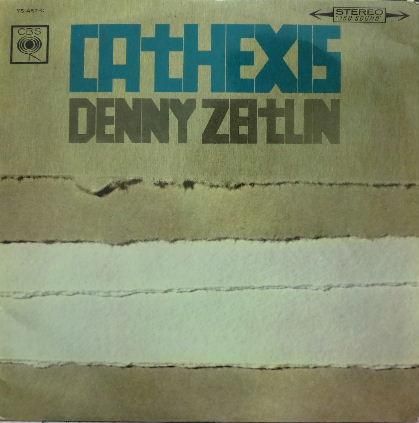 CBS
STEREO
CATHEXIS
DENNY ZEITLIN